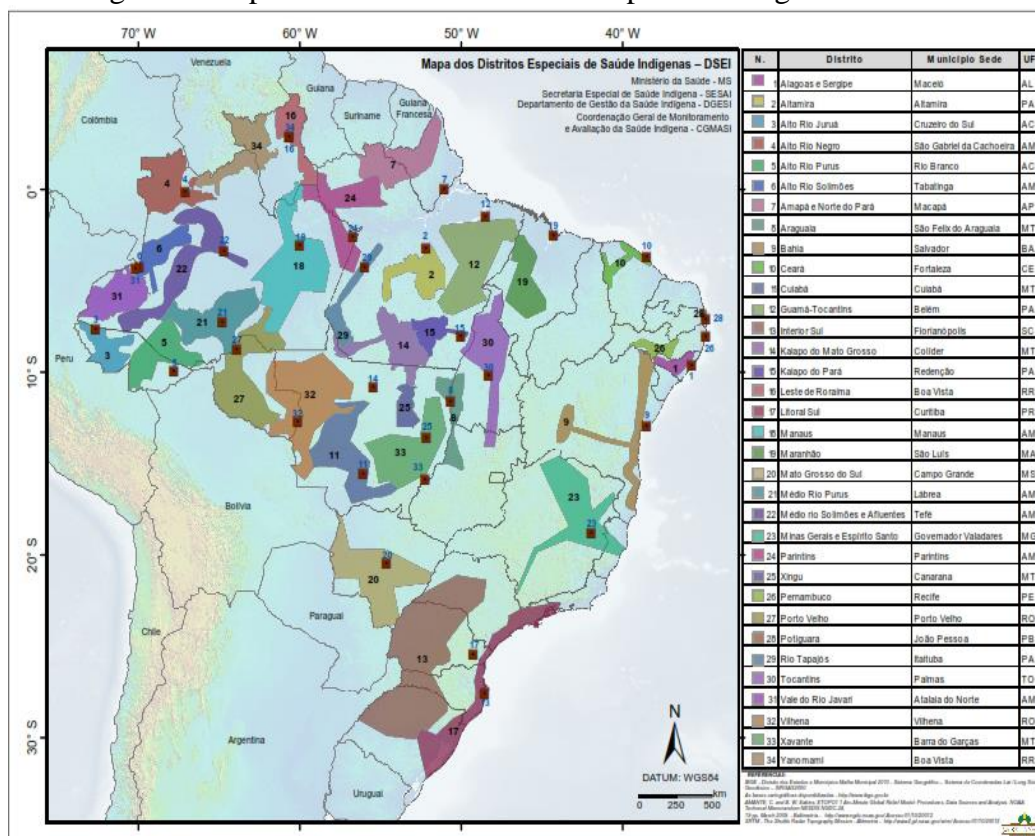 70° W
60° W
50° W
40° W
Mapa dos Distritos Especiais de Saúde Indígenas – DSEI
Ministério da Saúde - MS
Secretaria Especial de Saúde Indígena - SESAI
Departamento de Gestão da Saúde Indígena - DGESI
Coordenação Geral de Monitoramento
e Avaliação da Saúde Indígena - CGMASI
Venezuela
Guiana
Suriname
Guiana
Francesa
Colômbia
Peru
Bolívia
Paraguai
Chile
Argentina
Uruguai
0°
10° S
20° S
30° S
N
DATUM: WGS84
0 250 500
km
N. Distrito Município Sede UF
1 Alagoas e Sergipe Maceió AL
2 Altamira Altamira PA
3 Alto Rio Juruá Cruzeiro do Sul AC
4 Alto Rio Negro São Gabriel da Cachoeira AM
5 Alto Rio Purus Rio Branco AC
6 Alto Rio Solimões Tabatinga AM
7 Amapá e Norte do Pará Macapá AP
8 Araguaia São Felix do Araguaia MT
9 Bahia Salvador BA
10 Ceará Fortaleza CE
11 Cuiabá Cuiabá MT
12 Guamá-Tocantins Belém PA
13 Interior Sul Florianópolis SC
14 Kaiapo do Mato Grosso Colider MT
15 Kaiapo do Pará Redenção PA
16 Leste de Roraima Boa Vista RR
17 Litoral Sul Curitiba PR
18 Manaus Manaus AM
19 Maranhão São Luis MA
20 Mato Grosso do Sul Campo Grande MS
21 Médio Rio Purus Lábrea AM
22 Médio rio Solimões e Afluentes Tefé AM
23 Minas Gerais e Espirito Santo Governador Valadares MG
24 Parintins Parintins AM
25 Xingu Canarana MT
26 Pernambuco Recife PE
27 Porto Velho Porto Velho RO
28 Potiguara João Pessoa PB
29 Rio Tapajós Itaituba PA
30 Tocantins Palmas TO
31 Vale do Rio Javari Atalaia do Norte AM
32 Vilhena Vilhena RO
33 Xavante Barra do Garças MT
34 Yanomami Boa Vista RR
REFERENCIAS